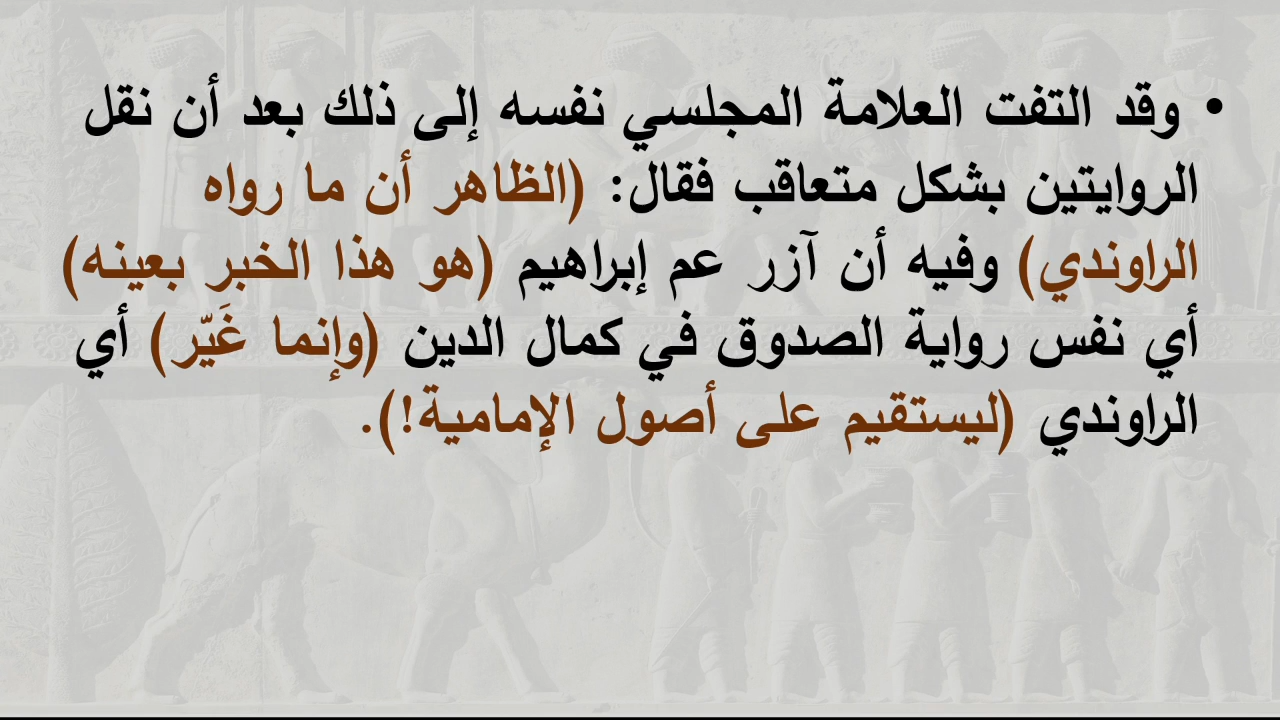 • وقد التفت العلامة المجلسي نفسه إلى ذلك بعد أن نقل
الروايتين بشكل متعاقب فقال: (الظاهر أن ما رواه
الراوندي) وفيه أن آزر عم إبراهيم (هو هذا الخبر بعينه)
أي نفس رواية الصدوق في كمال الدين (وإنما غَيّر) أي
الراوندي (ليستقيم على أصول الإمامية!).